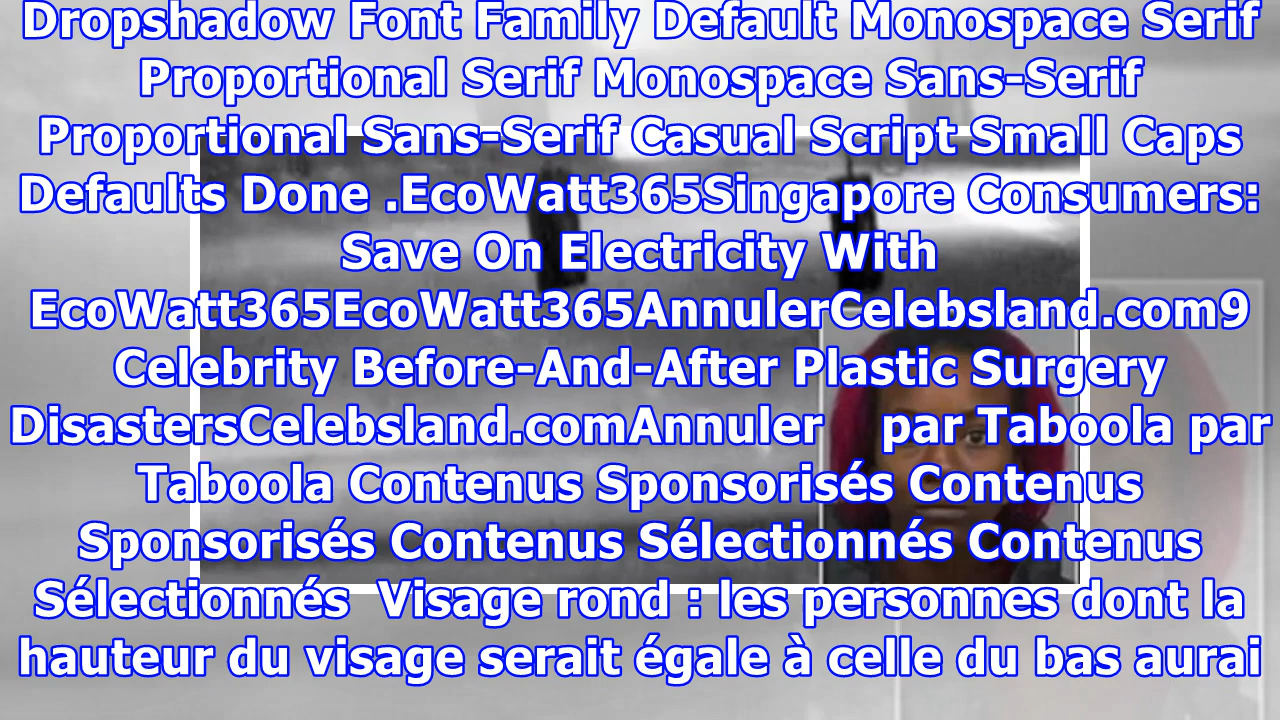 Dropshadow Font Family Default Monospace Serif
Proportional Serif Monospace Sans-Serif
Proportional Sans-Serif Casual Script Small Caps
Defaults Done .EcoWatt365Singapore Consumers:
Save On Electricity With
EcoWatt365EcoWatt365AnnulerCelebsland.com9
Celebrity Before-And-After Plastic Surgery
DisastersCelebsland.comAnnuler par Taboola par
Taboola Contenus Sponsorisés Contenus
Sponsorisés Contenus Sélectionnés Contenus
Sélectionnés Visage rond : les personnes dont la
hauteur du visage serait égale à celle du bas aurai